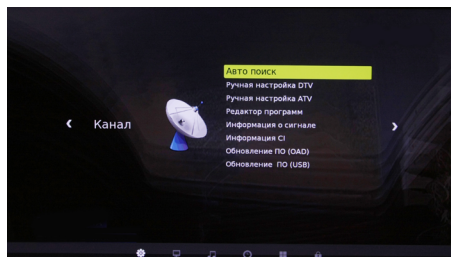 Авто поиск
Ручная настройка DTV
Ручная настройка ATV
Редактор программ
Канал
Информация о сигнале
Информация CI
Обновление ПО (OAD)
Обновление ПО (USB)